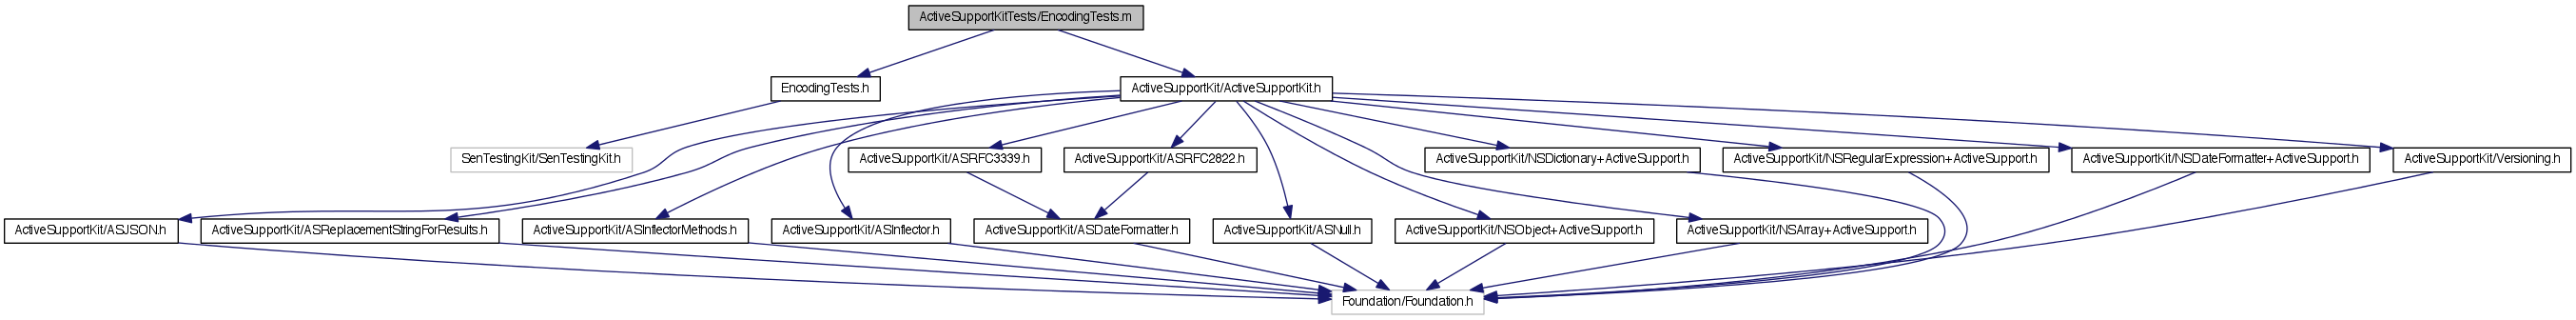 ActiveSupportKitTests/EncodingTests.m
EncodingTests.h
ActiveSupportKit/ActiveSupportKit.h
SenTestingKit/SenTestingKit.h
ActiveSupportKit/ASRFC3339.h
ActiveSupportKit/ASRFC2822.h
ActiveSupportKit/NSDictionary+ActiveSupport.h
ActiveSupportKit/NSRegularExpression+ActiveSupport.h
ActiveSupportKit/NSDateFormatter+ActiveSupport.h
ActiveSupportKit/Versioning.h
ActiveSupportKit/ASJSON.h
ActiveSupportKit/ASReplacementStringForResults.h
ActiveSupportKit/ASInflectorMethods.h
ActiveSupportKit/ASInflector.h
ActiveSupportKit/ASDateFormatter.h
ActiveSupportKit/ASNull.h
ActiveSupportKit/NSObject+ActiveSupport.h
ActiveSupportKit/NSArray+ActiveSupport.h
Foundation/Foundation.h